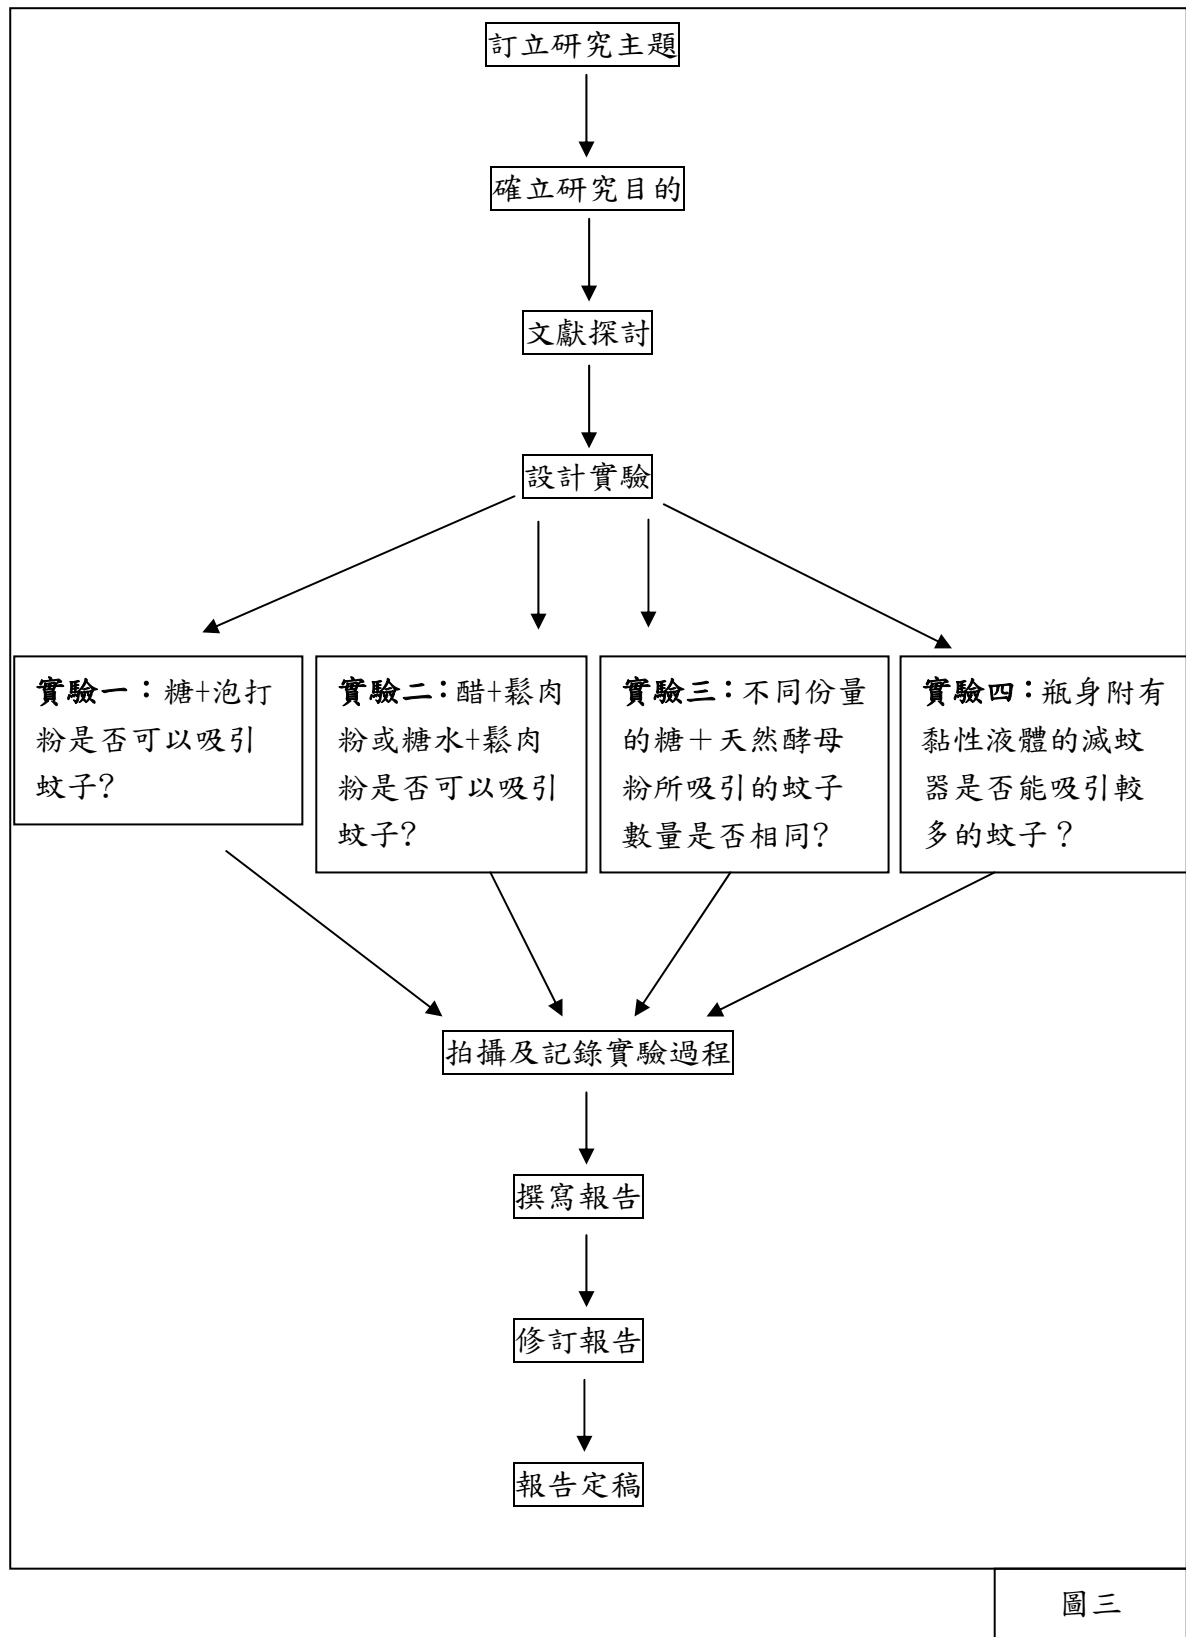 訂立研究主題
確立研究目的
文獻探討
設計實驗
實驗一：糖+泡打
粉是否可以吸引
蚊子?
實驗二：醋+鬆肉
粉或糖水+鬆肉
粉是否可以吸引
蚊子?
實驗三：不同份量
的糖＋天然酵母
粉所吸引的蚊子
數量是否相同?
實驗四：瓶身附有
黏性液體的滅蚊
器是否能吸引較
多的蚊子？
拍攝及記錄實驗過程
撰寫報告
修訂報告
報告定稿
圖三